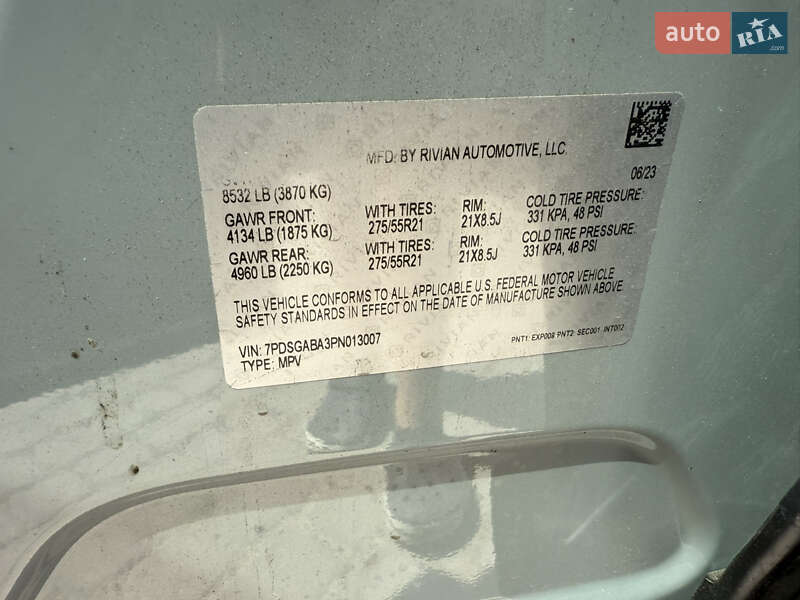 auto RIA.com
MFD. BY RIVIAN AUTOMOTIVE, LLC.
06/23
8532 LB (3870 KG)
GAWR FRONT: WITH TIRES: RIM: COLD TIRE PRESSURE:
4134 LB (1875 KG) 275/55R21 21X8.5J 331 KPA, 48 PSI
GAWR REAR: WITH TIRES: RIM: COLD TIRE PRESSURE:
4960 LB (2250 KG) 275/55R21 21X8.5J 331 KPA, 48 PSI
THIS VEHICLE CONFORMS TO ALL APPLICABLE U.S. FEDERAL MOTOR VEHICLE
SAFETY STANDARDS IN EFFECT ON THE DATE OF MANUFACTURE SHOWN ABOVE
VIN: 7PDSGABA3PN013007
TYPE: MPV
PNT1: EXP008 PNT2: SEC001 INT002